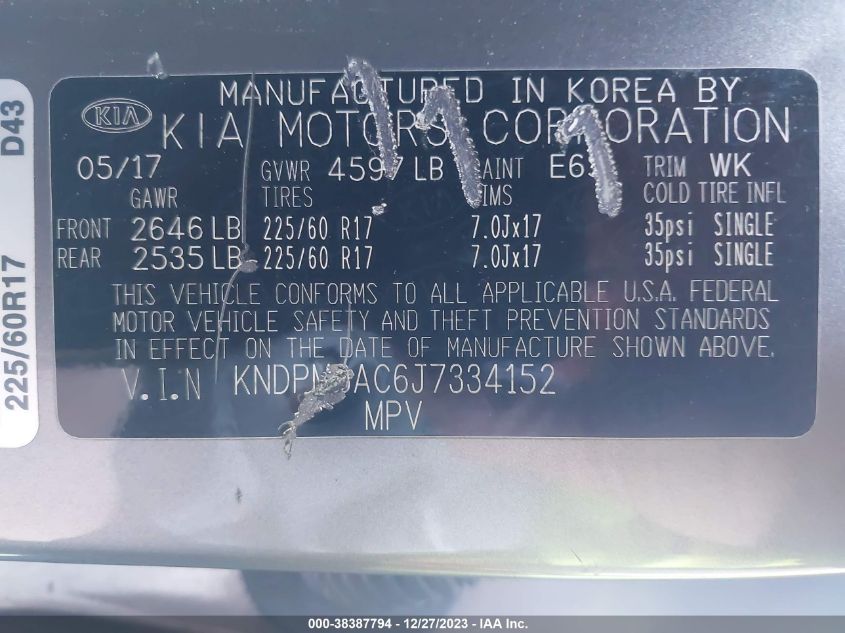 D43
225/60R17
KIA
MANUFACTURED IN KOREA BY
KIA MOTORS CORPORATION
05/17 GVWR 4597 LB TRIM WK
GAWR TIRES COLD TIRE INFL
FRONT 2646 LB 225/60 R17 7.0Jx17 35psi SINGLE
REAR 2535 LB 225/60 R17 7.0Jx17 35psi SINGLE
THIS VEHICLE CONFORMS TO ALL APPLICABLE U.S.A. FEDERAL
MOTOR VEHICLE SAFETY AND THEFT PREVENTION STANDARDS
IN EFFECT ON THE DATE OF MANUFACTURE SHOWN ABOVE.
V.I.N
MPV
000-38387794 - 12/27/2023 - IAA Inc.